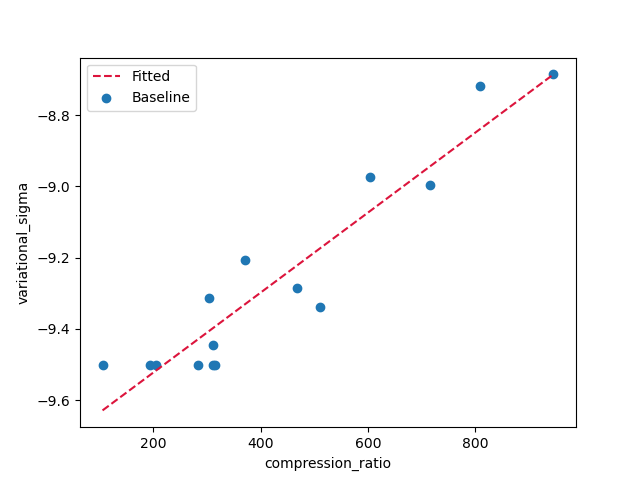 Fitted
Baseline
−8.8
−9.0
−9.2
−9.4
−9.6
variational_sigma
200 400 600 800
compression_ratio